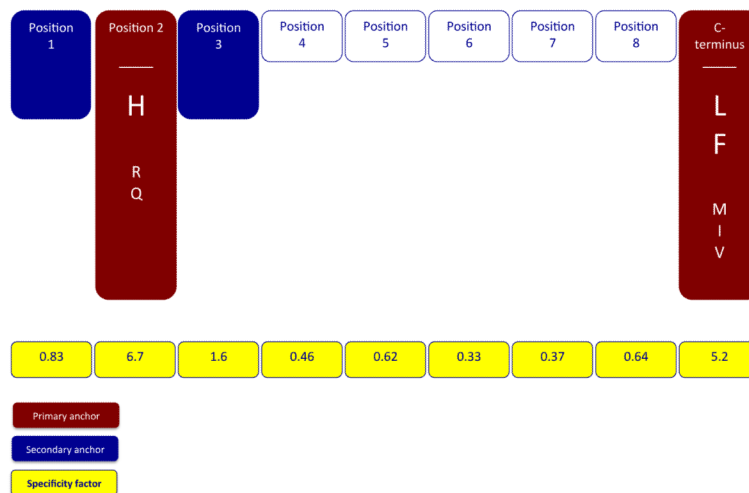 Position
1
Position 2
H
R
Q
Position
3
Position
4
Position
5
Position
6
Position
7
Position
8
C-
terminus
L
F
M
I
V
0.83
6.7
1.6
0.46
0.62
0.33
0.37
0.64
5.2
Primary anchor
Secondary anchor
Specificity factor